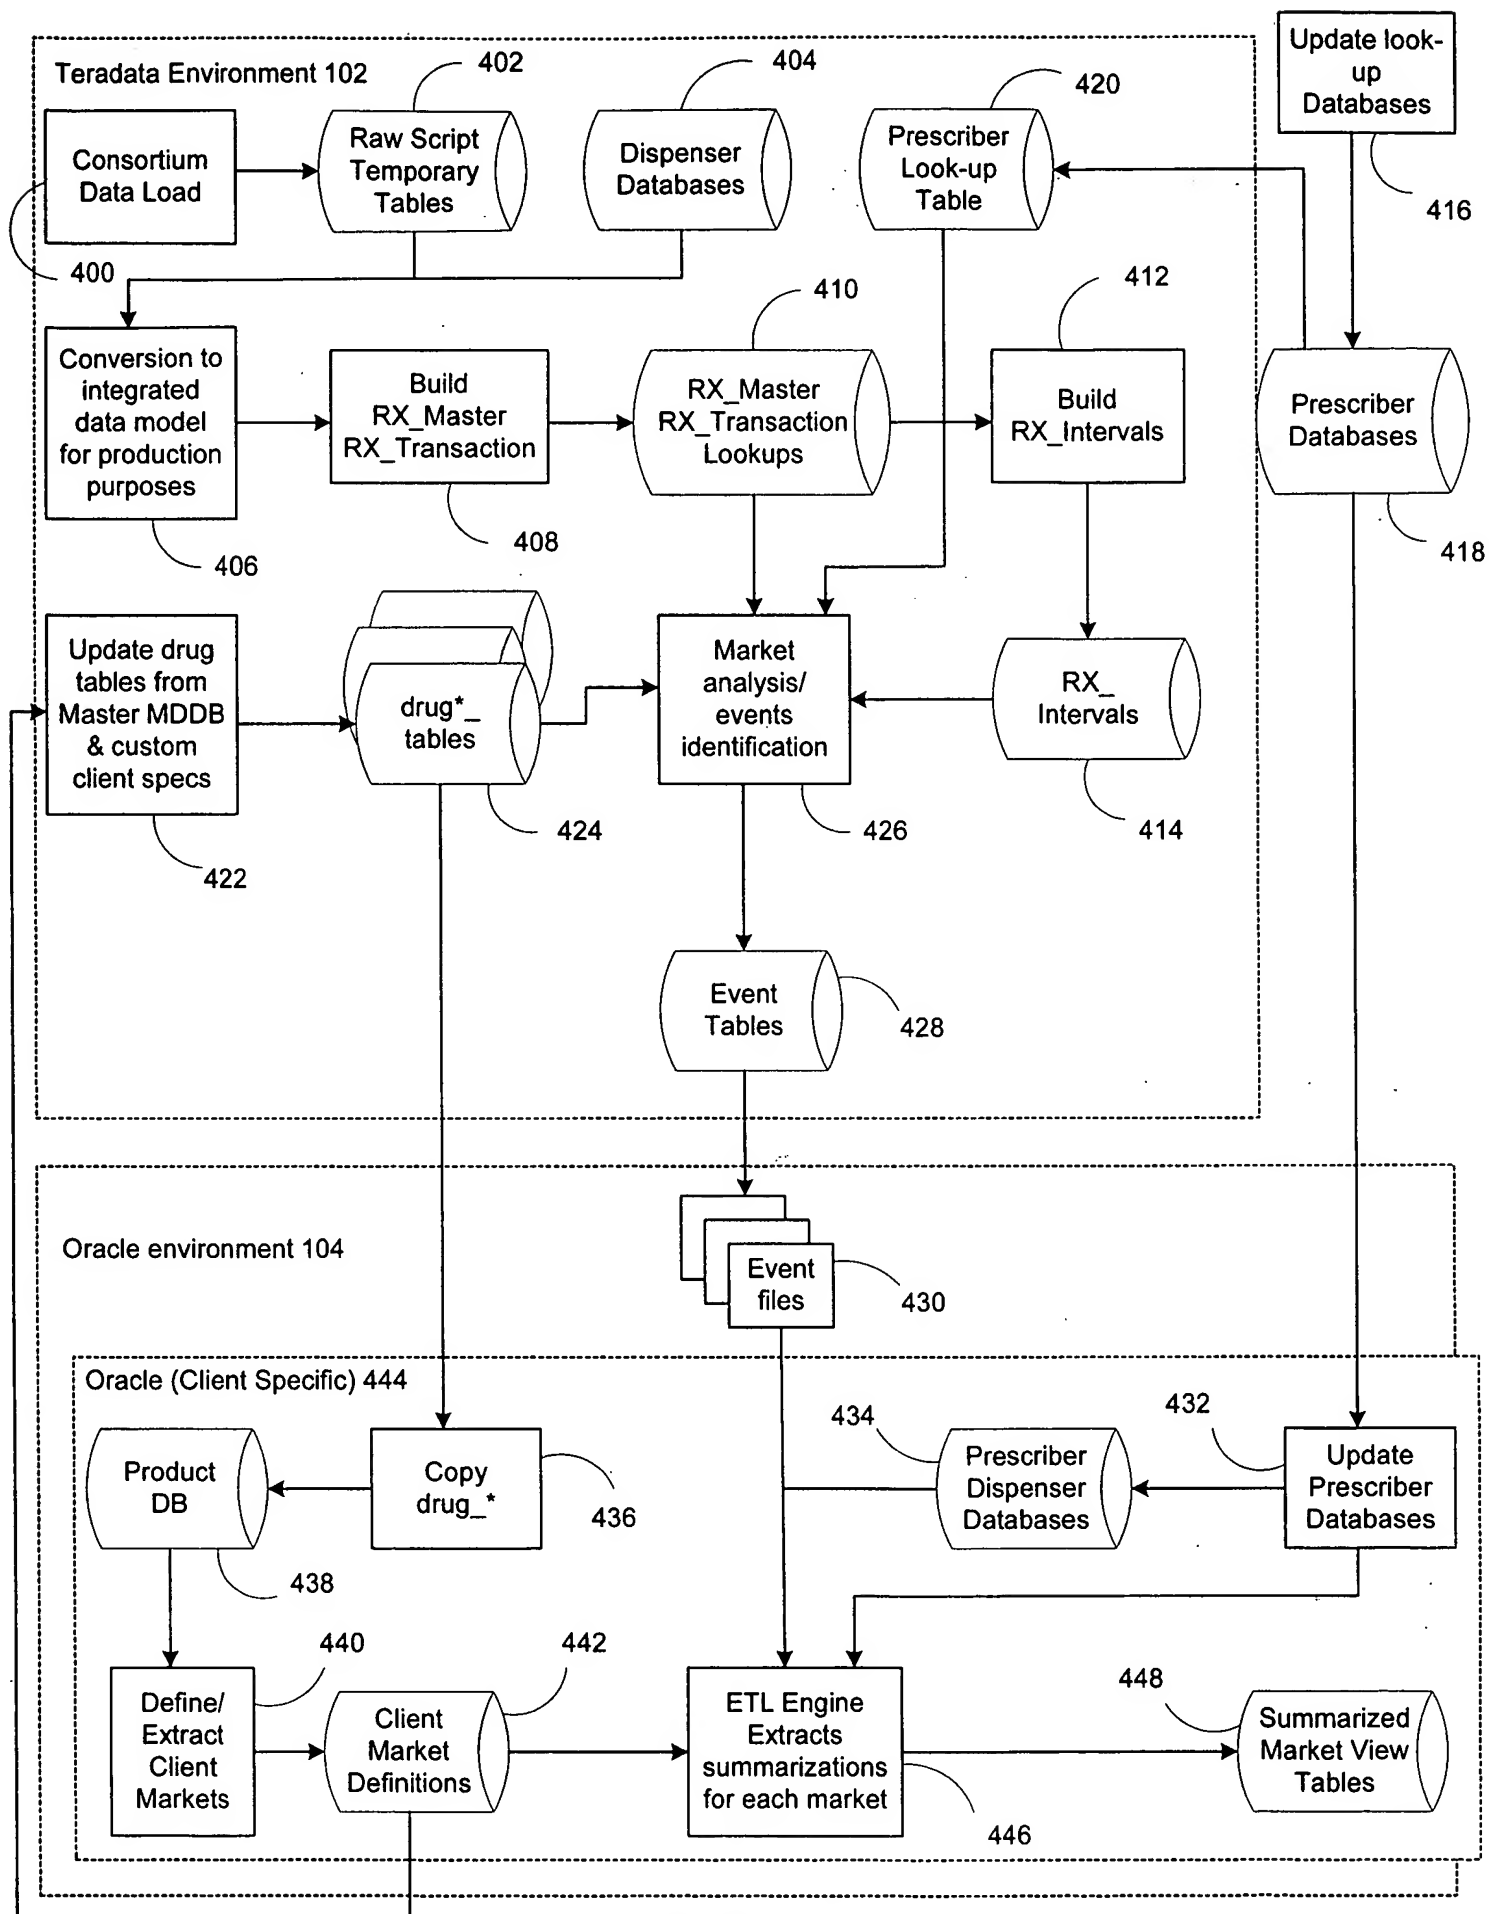 Update look-
up
Databases
416
Teradata Environment 102
402
404
420
Consortium
Data Load
400
Raw Script
Temporary
Tables
Dispenser
Databases
Prescriber
Look-up
Table
410
412
Conversion to
integrated
data model
for production
purposes
406
Build
RX_Master
RX_Transaction
408
RX_Master
RX_Transaction
Lookups
Build
RX_Intervals
Prescriber
Databases
418
Update drug
tables from
Master MDDB
& custom
client specs
422
drug*_
tables
424
Market
analysis/
events
identification
426
RX_
Intervals
414
Event
Tables
428
Oracle environment 104
Event
files
430
Oracle (Client Specific) 444
Product
DB
438
Copy
drug_*
436
434
Prescriber
Dispenser
Databases
432
Update
Prescriber
Databases
440
Define/
Extract
Client
Markets
442
Client
Market
Definitions
ETL Engine
Extracts
summarizations
for each market
446
448
Summarized
Market View
Tables